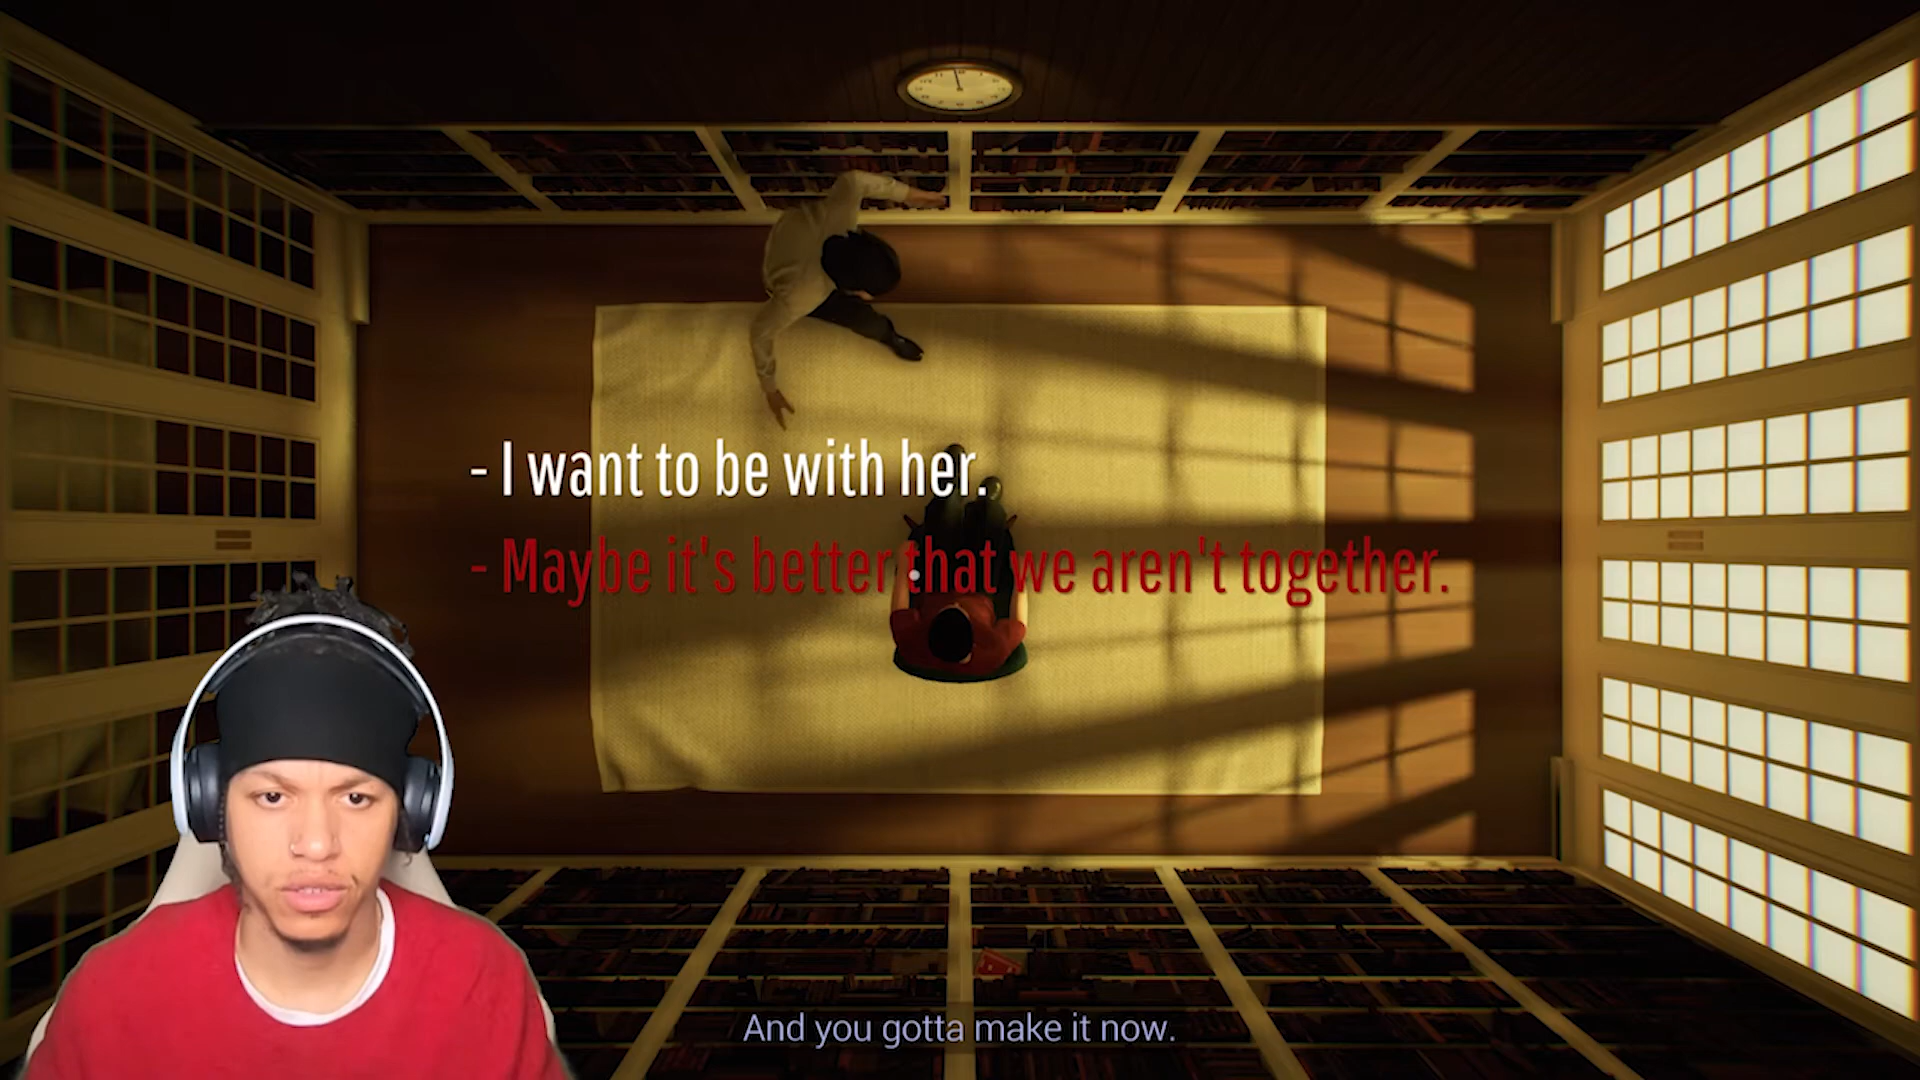 - I want to be with her.
- Maybe it's better that we aren't together.
And you gotta make it now.